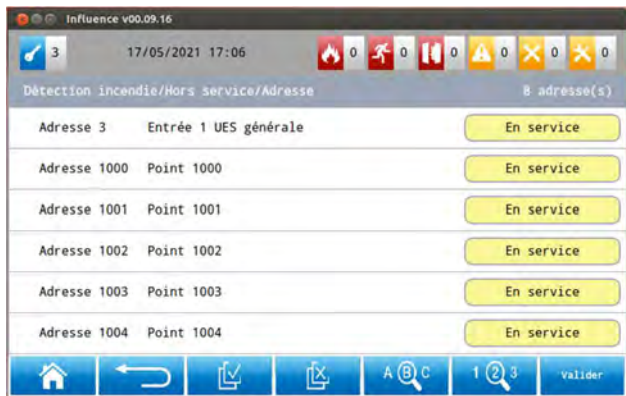 Influence v00.09.16
3 17/05/2021 17:06 0 0 0 0 0 0
Détection incendie/Hors service/Adresse 8 adresse(s)
Adresse 3 Entrée 1 UES générale En service
Adresse 1000 Point 1000 En service
Adresse 1001 Point 1001 En service
Adresse 1002 Point 1002 En service
Adresse 1003 Point 1003 En service
Adresse 1004 Point 1004 En service
A B C 1 2 3 Valider